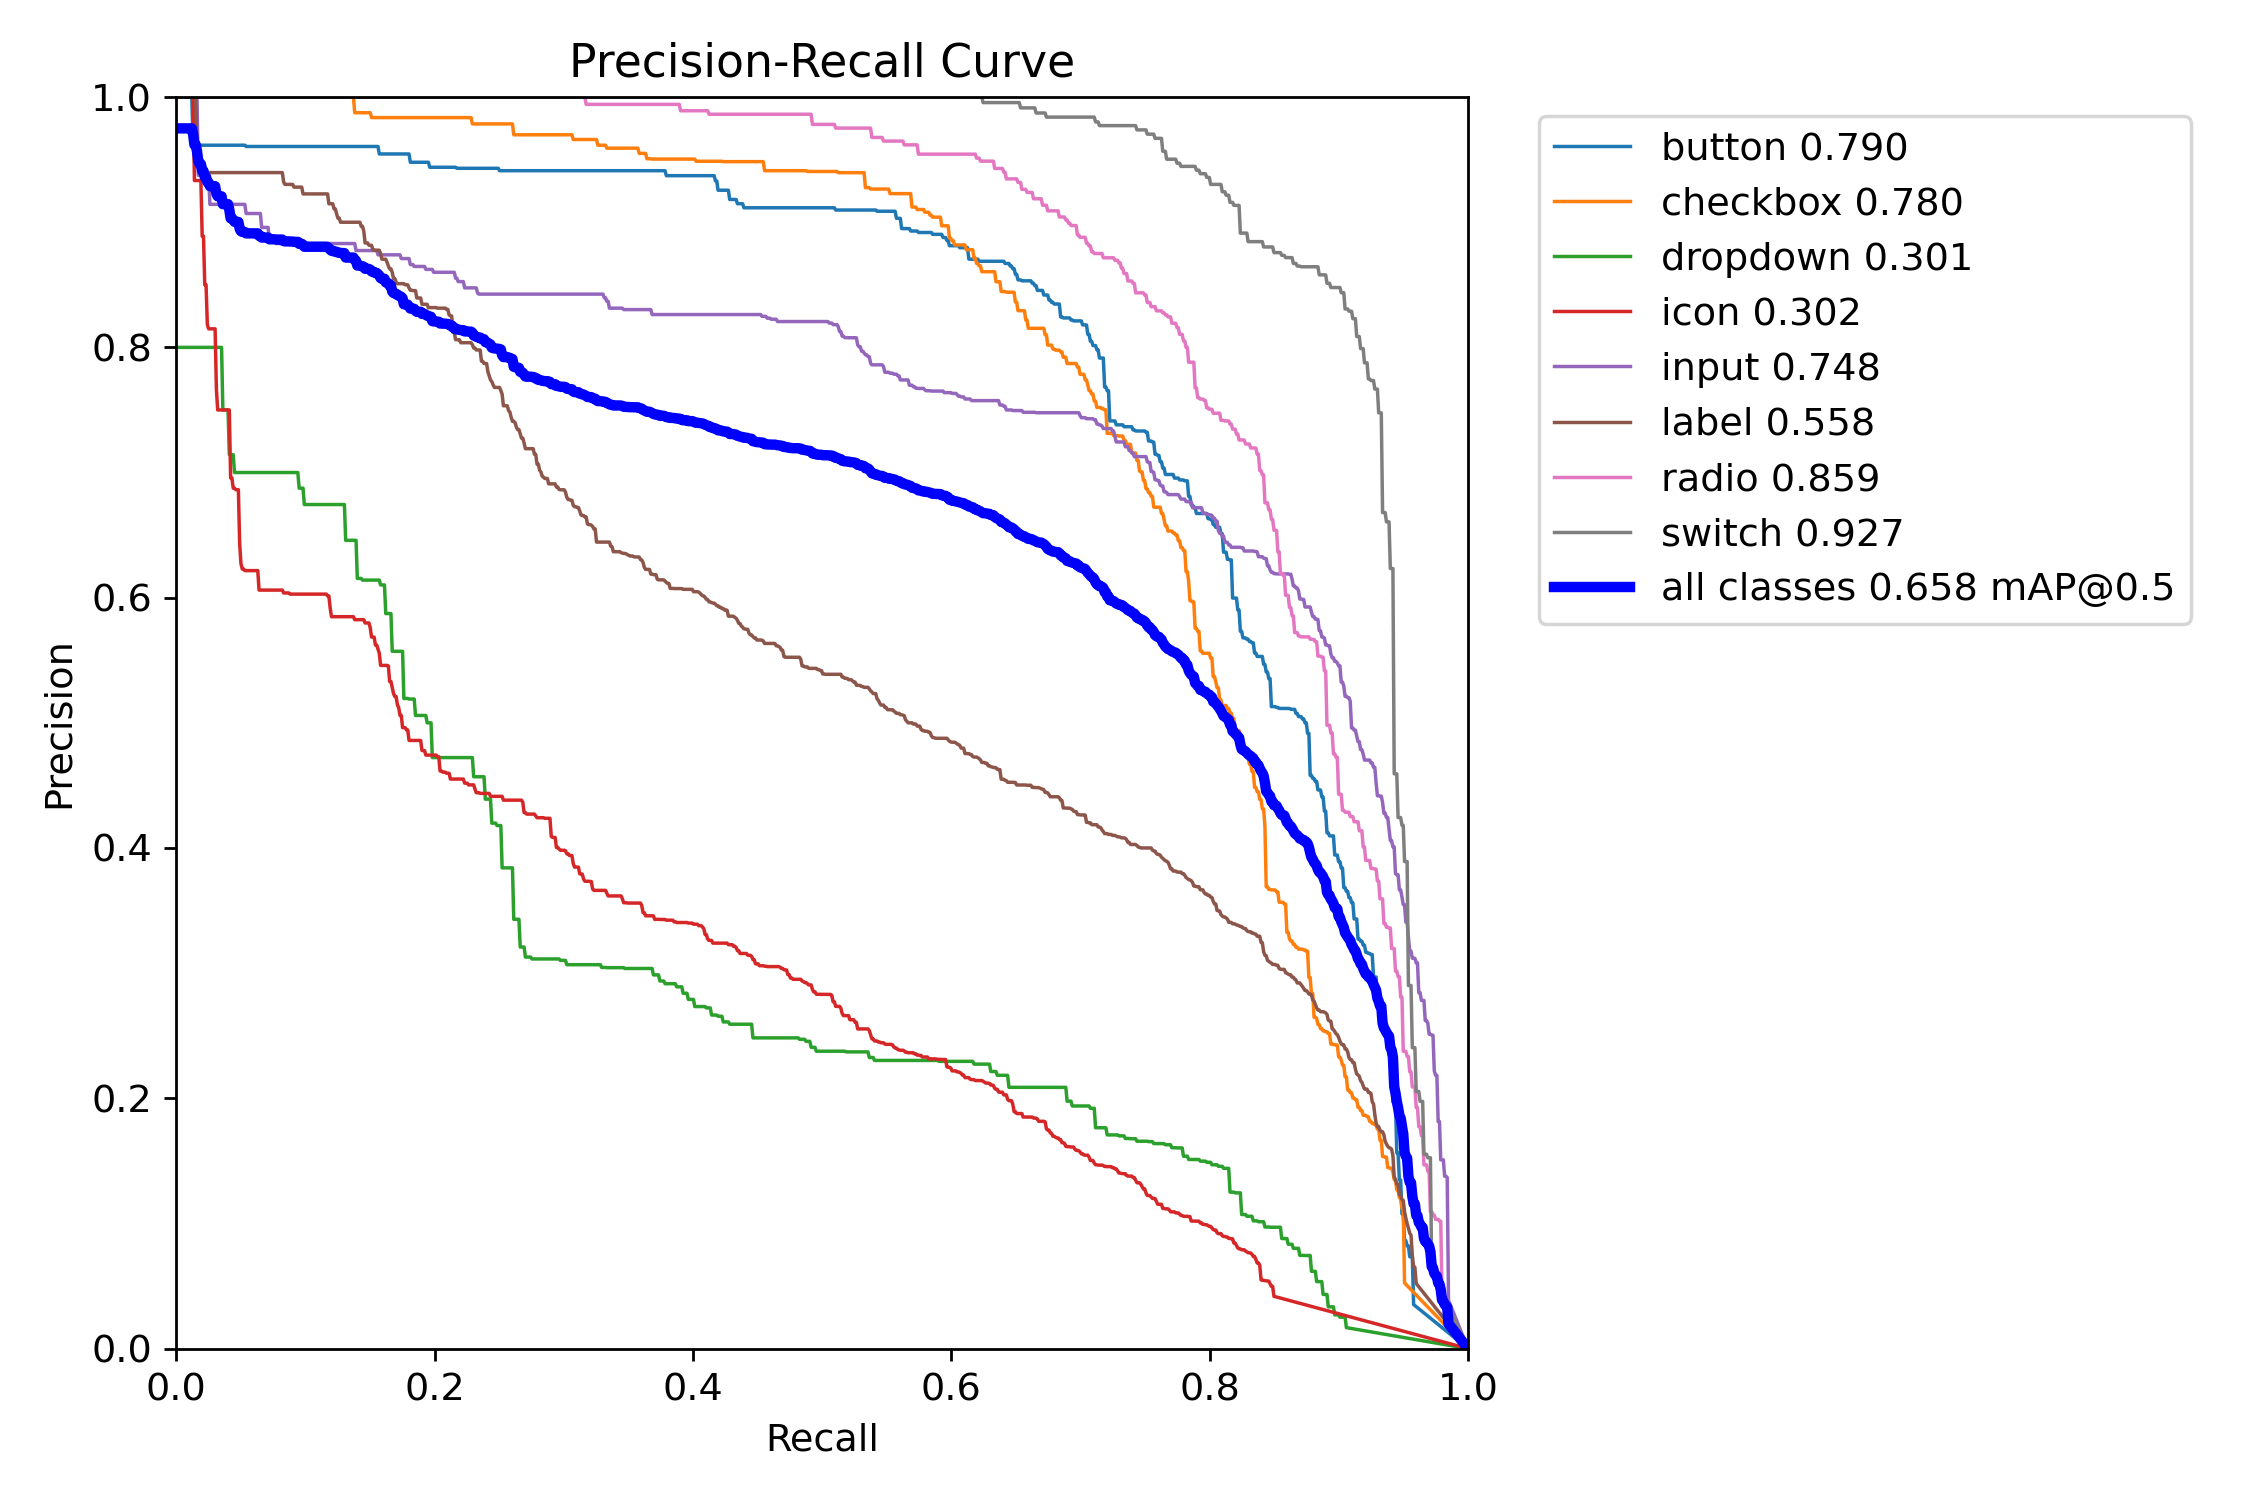 Precision-Recall Curve
1.0
0.8
0.6
0.4
0.2
0.0
Precision
0.0 0.2 0.4 0.6 0.8 1.0
Recall
button 0.790
checkbox 0.780
dropdown 0.301
icon 0.302
input 0.748
label 0.558
radio 0.859
switch 0.927
all classes 0.658 mAP@0.5